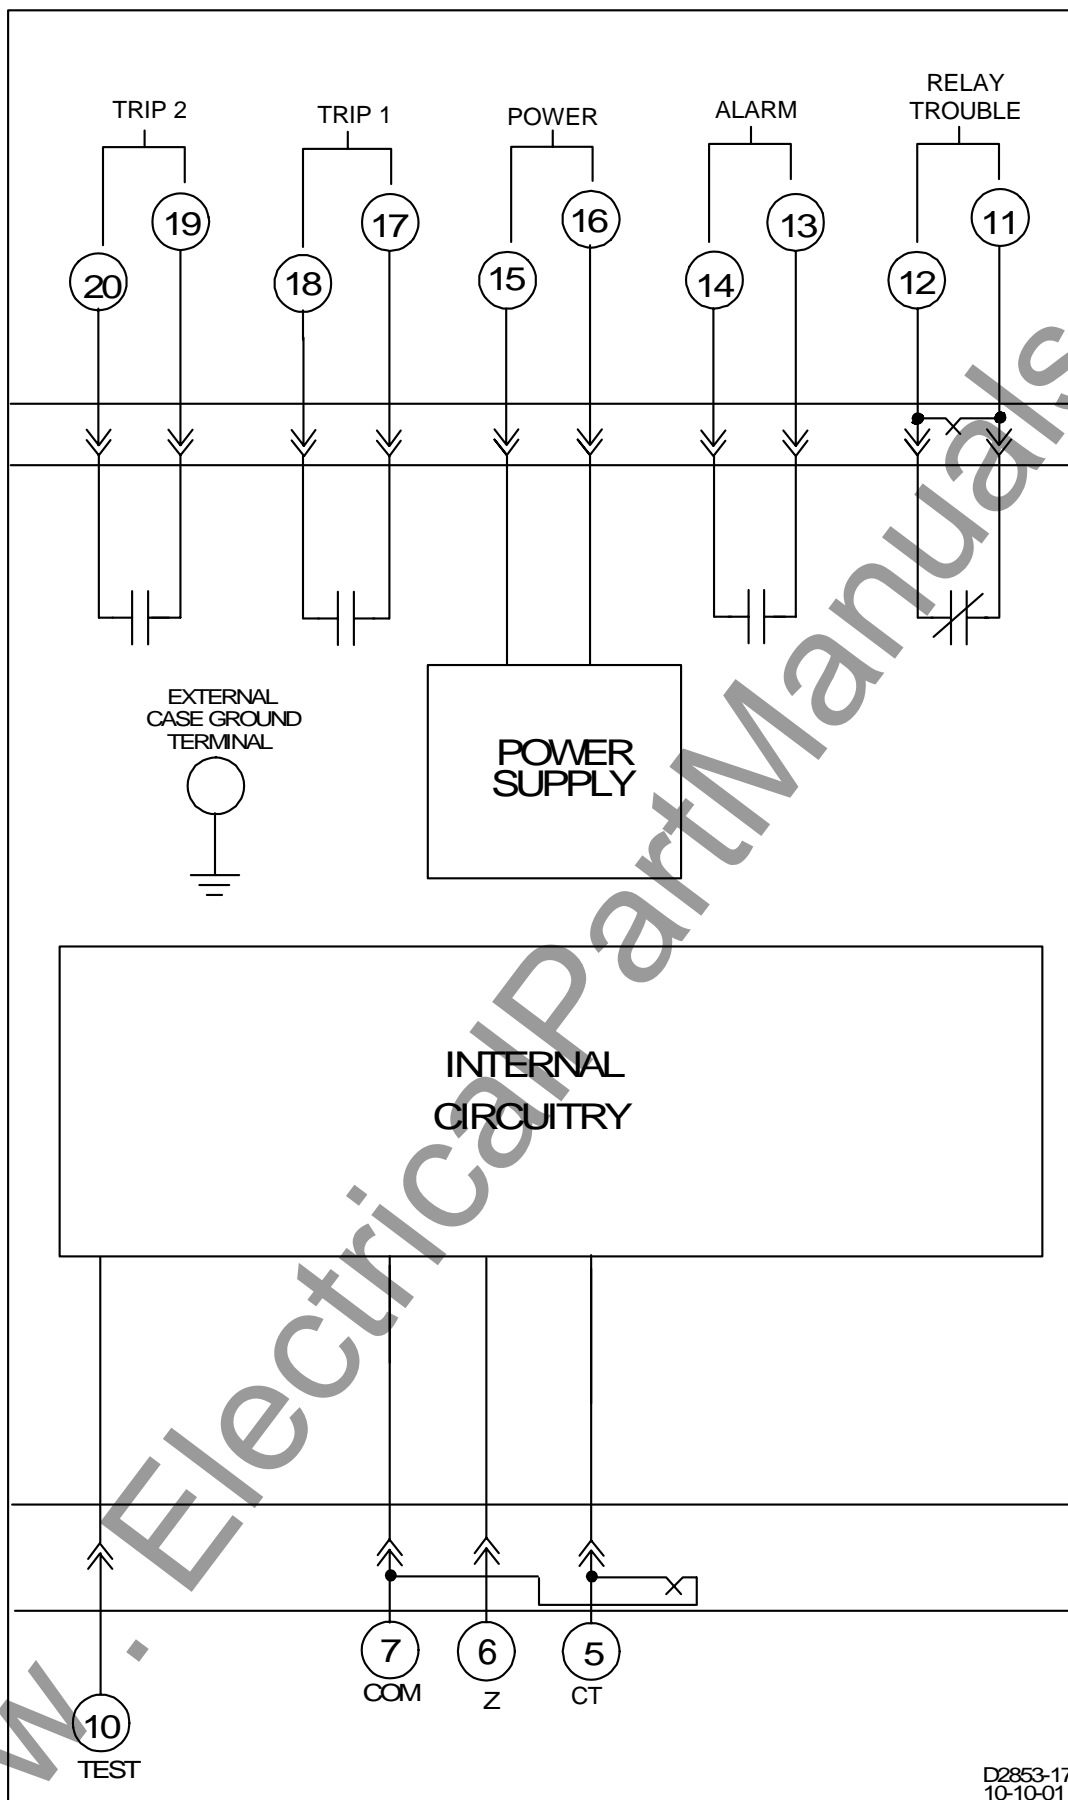 TRIP 2
TRIP 1
POWER
ALARM
RELAY
TROUBLE
19
17
16
13
11
20
18
15
14
12
EXTERNAL
CASE GROUND
TERMINAL
POWER
SUPPLY
INTERNAL
CIRCUITRY
7
6
5
COM
Z
CT
10
TEST
D2853-17
10-10-01
w. ElectricalPartManuals